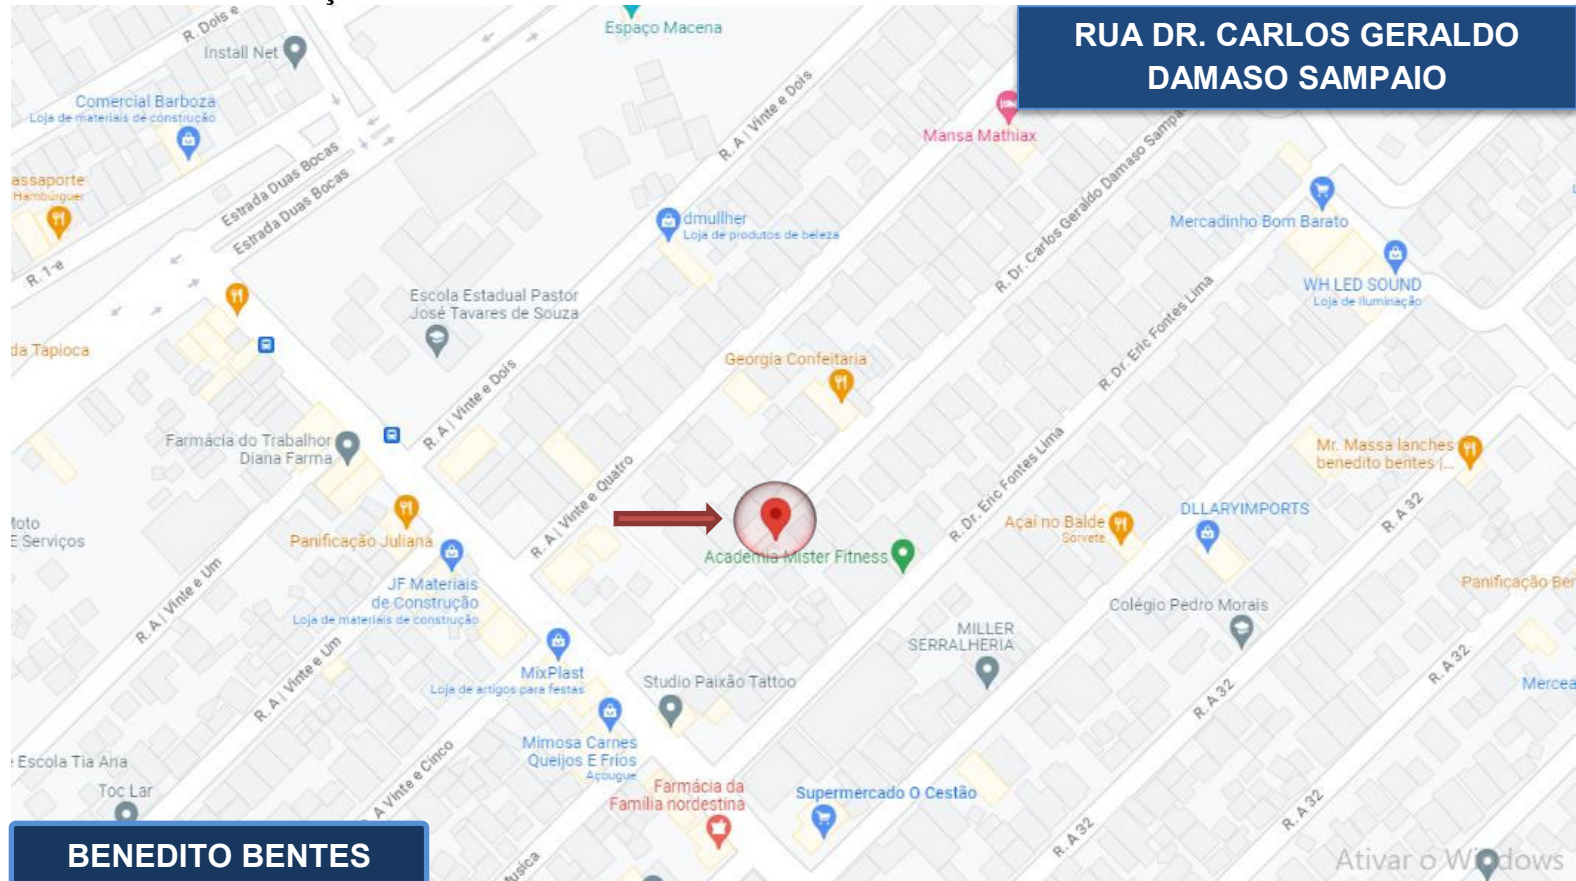 RUA DR. CARLOS GERALDO
DAMASO SAMPAIO
R. Dois e
Install Net
Espaço Macena
Comercial Barboza
Loja de materiais de construção
R. A | Vinte e Dois
Mansa Mathiax
R. Dr. Carlos Geraldo Damaso Sampa
assaporte
Hambúrguer
Estrada Duas Bocas
Estrada Duas Bocas
R. 1-e
dmullher
Loja de produtos de beleza
Mercadinho Bom Barato
WH LED SOUND
Loja de iluminação
Escola Estadual Pastor
José Tavares de Souza
R. Dr. Eric Fontes Lima
da Tapioca
Georgia Confeitaria
R. A | Vinte e Dois
Farmácia do Trabalhor
Diana Farma
Mr. Massa lanches
benedito bentes |...
R. A | Vinte e Quatro
R. Dr. Eric Fontes Lima
Moto
E Serviços
Panificação Juliana
Açaí no Balde
Sorvete
DLLARYIMPORTS
R. A 32
Academia Mister Fitness
JF Materiais
de Construção
Loja de materiais de construção
R. A | Vinte e Um
Panificação Ber
Colégio Pedro Morais
MILLER
SERRALHERIA
R. A | Vinte e Um
MixPlast
Loja de artigos para festas
Studio Paixão Tattoo
R. A 32
R. A 32
Mercea
Mimosa Carnes
Queijos E Frios
Açougue
Escola Tia Ana
Toc Lar
A Vinte e Cinco
Farmácia da
Família nordestina
Supermercado O Cestão
R. A 32
R. A 32
BENEDITO BENTES
Musica
Ativar o Windows